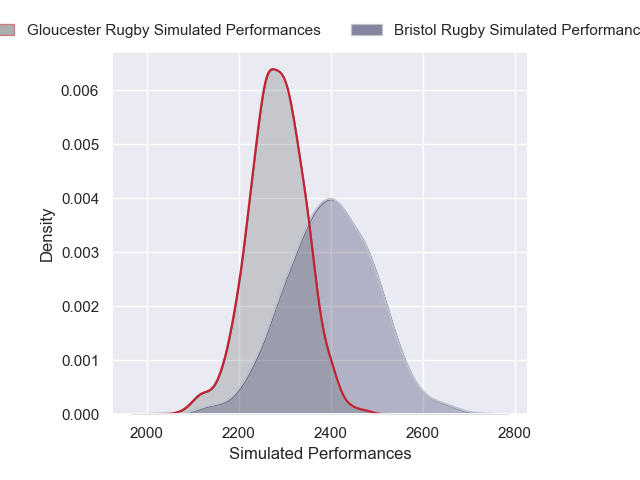 Gloucester Rugby Simulated Performances Bristol Rugby Simulated Performanc
0.006
0.005
0.004
0.003
0.002
0.001
0.000
Density
2000 2200 2400 2600 2800
Simulated Performances